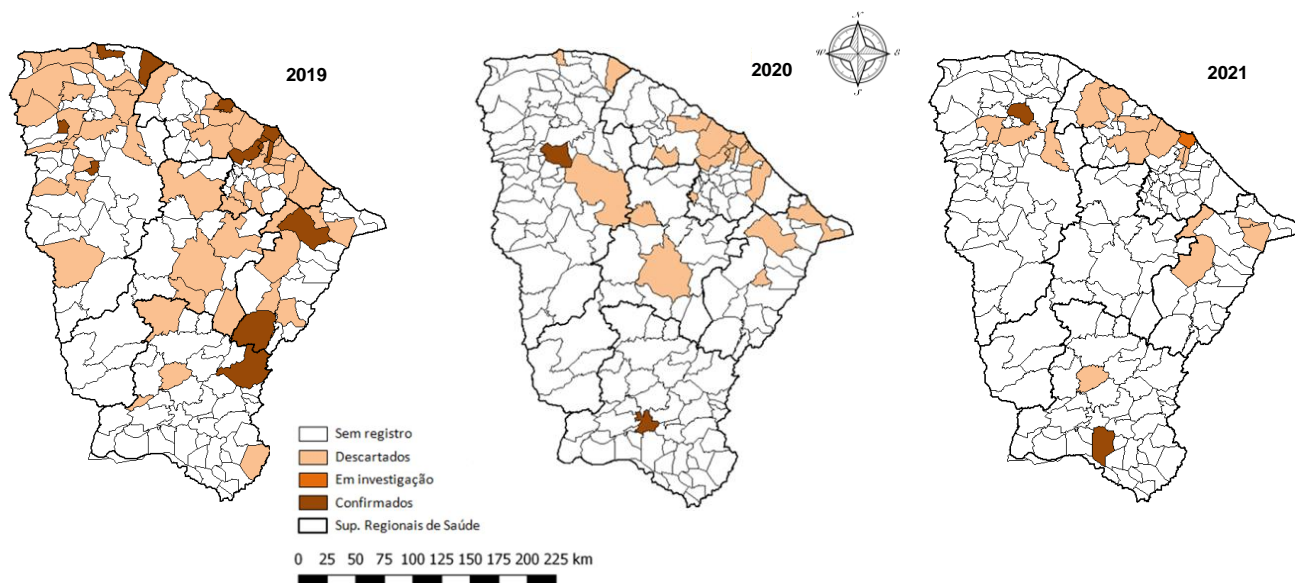 2019
2020
2021
N
W
E
S
Sem registro
Descartados
Em investigação
Confirmados
Sup. Regionais de Saúde
0 25 50 75 100 125 150 175 200 225 km